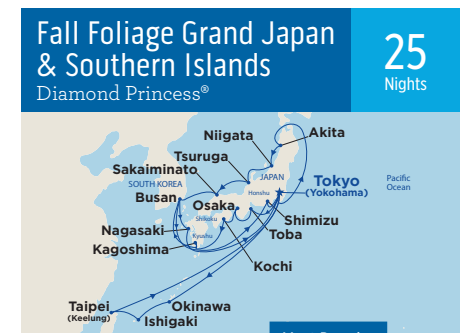 Fall Foliage Grand Japan
& Southern Islands
Diamond Princess®
25
Nights
Niigata
Akita
Tsuruga
Sakaiminato
SOUTH KOREA
JAPAN
Busan
Osaka
Honshu
Tokyo
(Yokohama)
Pacific
Ocean
Shikoku
Shimizu
Nagasaki
Kyushu
Toba
Kagoshima
Kochi
Taipei
(Keelung)
Okinawa
Ishigaki